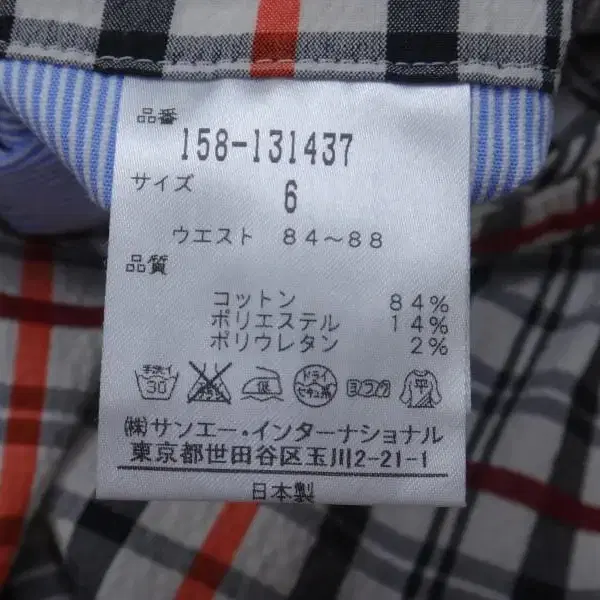 品番
158-131437
サイズ
6
ウエスト 84～88
品質
コットン 84%
ポリエステル 14%
ポリウレタン 2%
手洗イ 30 低 ドライ セキユ系 ヨワク 平
㈱サンエー・インターナショナル
東京都世田谷区玉川2-21-1
日本製